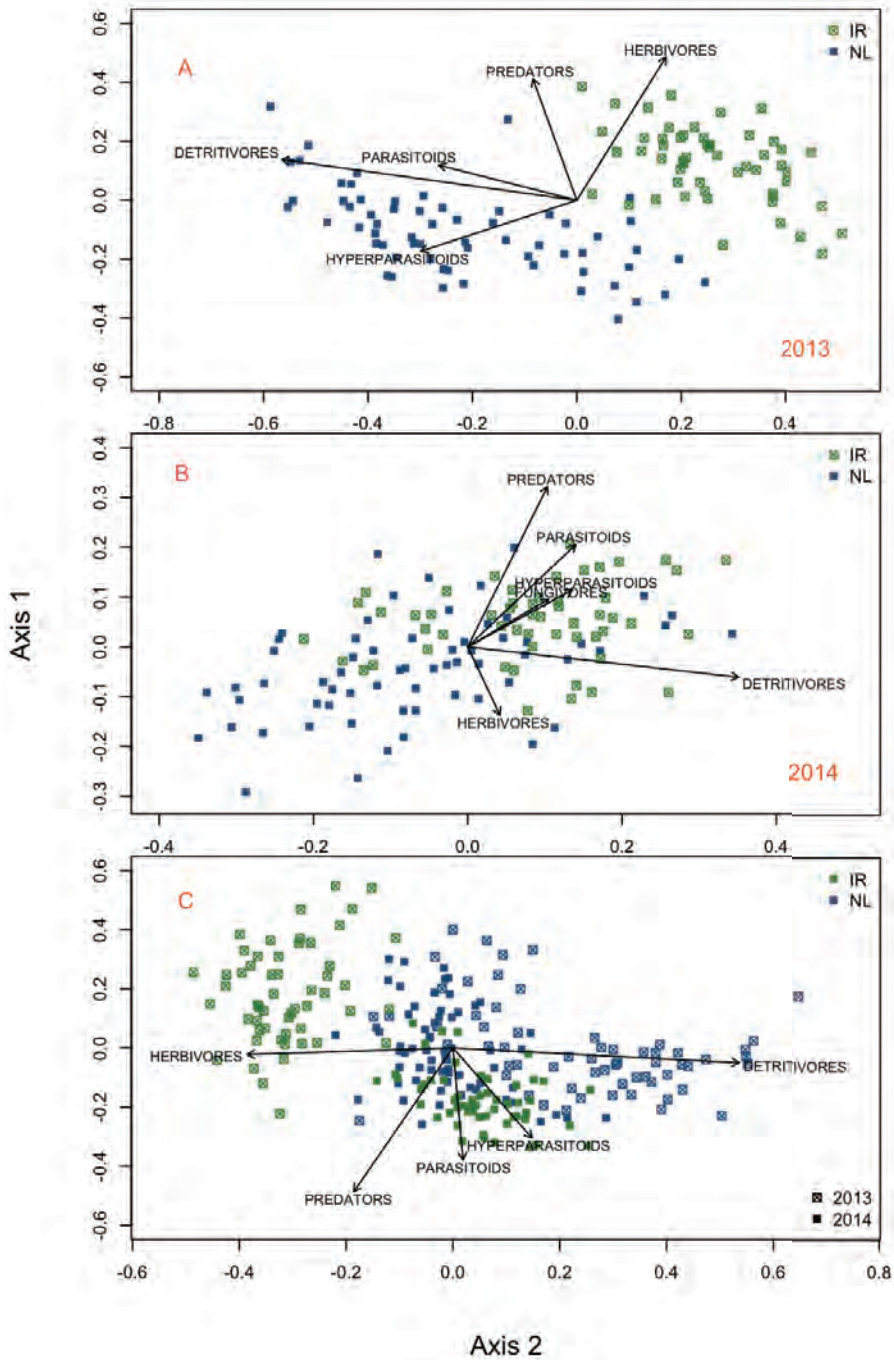 A
IR
NL
HERBIVORES
PREDATORS
DETRITIVORES
PARASITOIDS
HYPERPARASITOIDS
2013
0.6
0.4
0.2
0.0
-0.2
-0.4
-0.6
-0.8 -0.6 -0.4 -0.2 0.0 0.2 0.4
B
IR
NL
PREDATORS
PARASITOIDS
HYPERPARASITOIDS
FUNGIVORES
DETRITIVORES
HERBIVORES
2014
0.4
0.3
0.2
0.1
0.0
-0.1
-0.2
-0.3
-0.4 -0.2 0.0 0.2 0.4
Axis 1
C
IR
NL
HERBIVORES
DETRITIVORES
HYPERPARASITOIDS
PARASITOIDS
PREDATORS
2013
2014
0.6
0.4
0.2
0.0
-0.2
-0.4
-0.6
-0.6 -0.4 -0.2 0.0 0.2 0.4 0.6 0.8
Axis 2